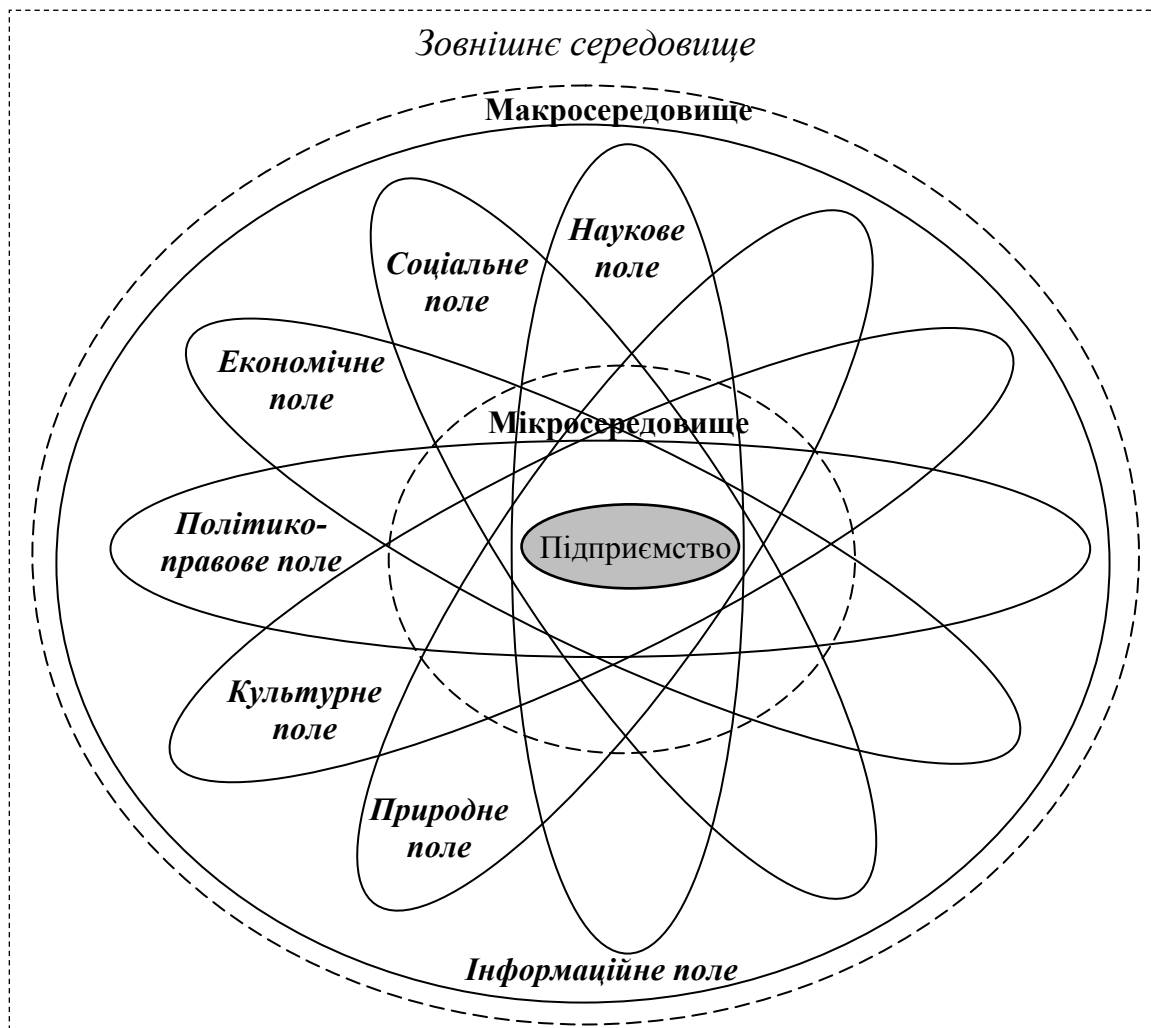 Зовнішнє середовище
Макросередовище
Наукове
поле
Соціальне
поле
Економічне
поле
Мікросередовище
Політико-
правове поле
Підприємство
Культурне
поле
Природне
поле
Інформаційне поле